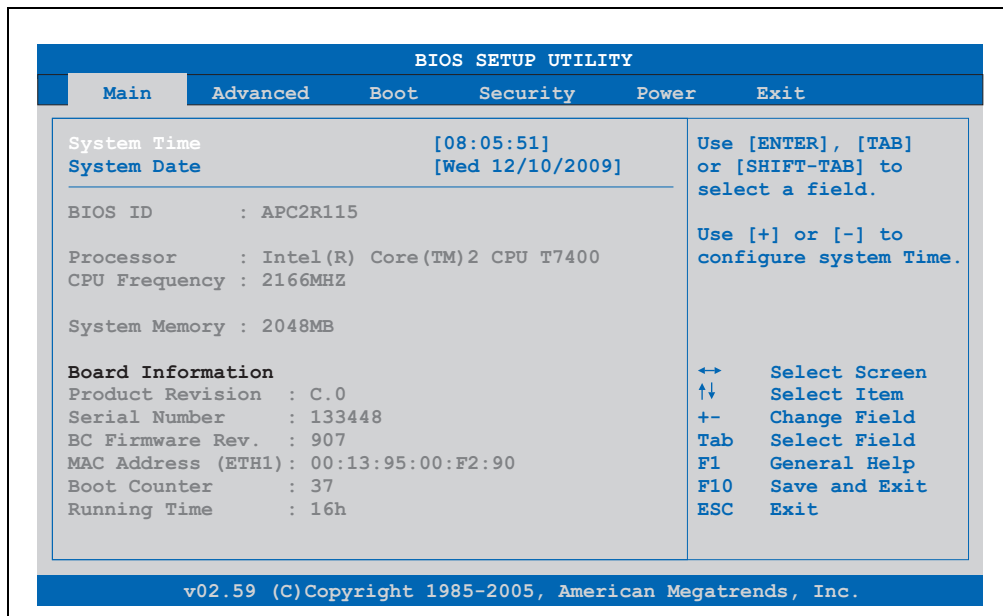 BIOS SETUP UTILITY
Main Advanced Boot Security Power Exit
System Time [08:05:51]
System Date [Wed 12/10/2009]
BIOS ID : APC2R115
Processor : Intel(R) Core(TM)2 CPU T7400
CPU Frequency : 2166MHZ
System Memory : 2048MB
Board Information
Product Revision : C.0
Serial Number : 133448
BC Firmware Rev. : 907
MAC Address (ETH1): 00:13:95:00:F2:90
Boot Counter : 37
Running Time : 16h
Use [ENTER], [TAB]
or [SHIFT-TAB] to
select a field.
Use [+] or [-] to
configure system Time.
↔ Select Screen
↑↓ Select Item
+- Change Field
Tab Select Field
F1 General Help
F10 Save and Exit
ESC Exit
v02.59 (C)Copyright 1985-2005, American Megatrends, Inc.